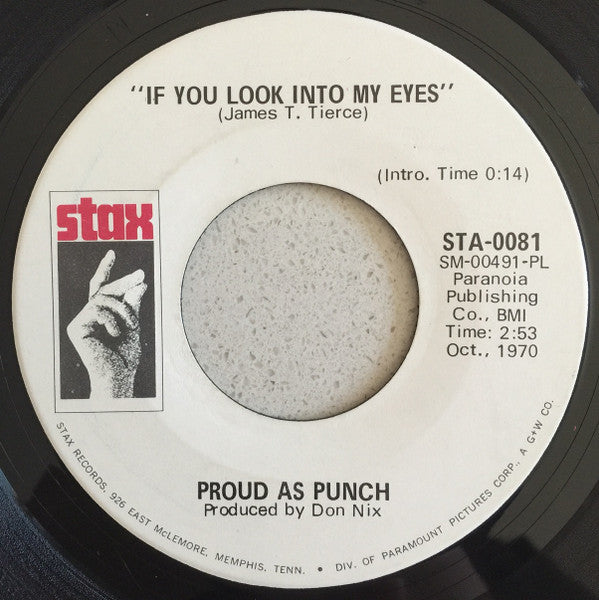 "IF YOU LOOK INTO MY EYES"
(James T. Tierce)
(Intro. Time 0:14)
stax
STA-0081
SM-00491-PL
Paranoia
Publishing
Co., BMI
Time: 2:53
Oct., 1970
PROUD AS PUNCH
Produced by Don Nix
STAX RECORDS, 926 EAST McLEMORE, MEMPHIS, TENN. • DIV. OF PARAMOUNT PICTURES CORP., A G+W CO.